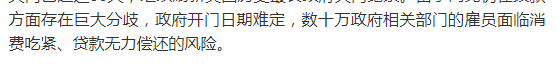 方面存在巨大分歧，政府开门日期难定，数十万政府相关部门的雇员面临消
费吃紧、贷款无力偿还的风险。